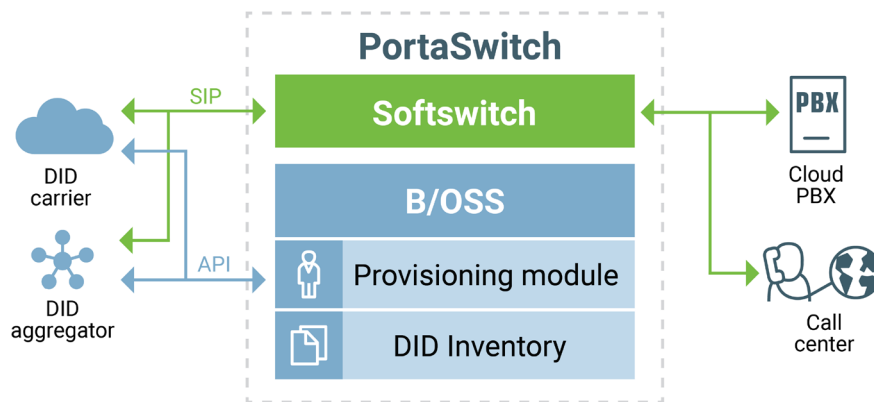 PortaSwitch
SIP
Softswitch
PBX
DID
carrier
Cloud
PBX
B/OSS
API
Provisioning module
DID
aggregator
DID Inventory
Call
center